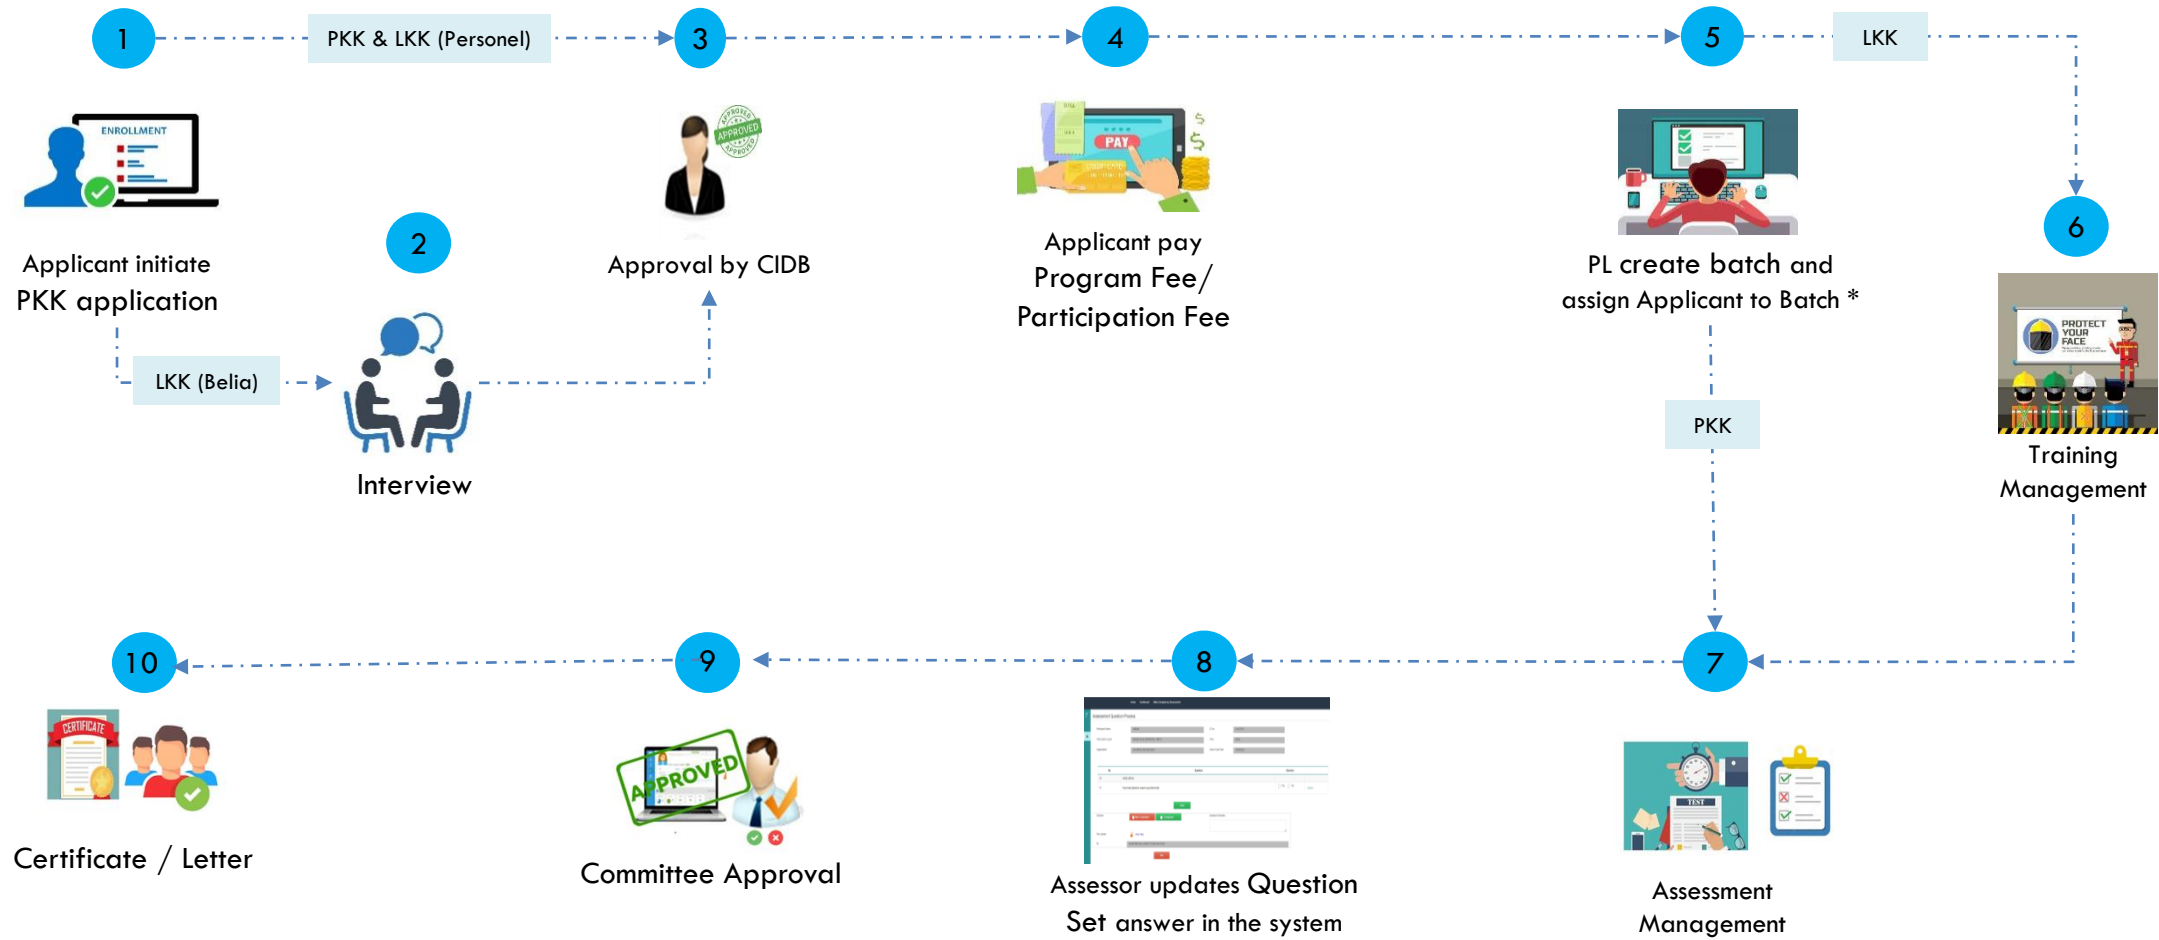 1
PKK & LKK (Personel)
3
4
5
LKK
ENROLLMENT
APPROVED
PAY
2
6
Applicant initiate
PKK application
Approval by CIDB
Applicant pay
Program Fee/
Participation Fee
PL create batch and
assign Applicant to Batch *
PROTECT
YOUR
FACE
LKK (Belia)
PKK
Interview
Training
Management
10
9
8
7
CERTIFICATE
APPROVED
TEST
Certificate / Letter
Committee Approval
Assessor updates Question
Set answer in the system
Assessment
Management